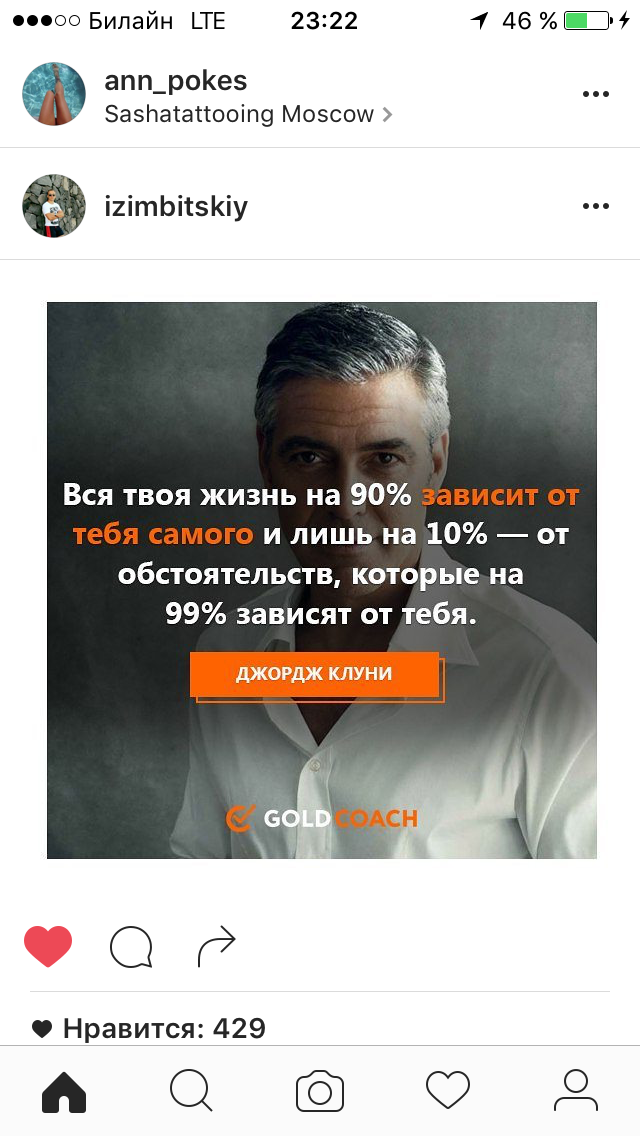 Билайн LTE 23:22 46 %
ann_pokes
Sashatattooing Moscow
izimbitskiy
Вся твоя жизнь на 90% зависит от
тебя самого и лишь на 10% — от
обстоятельств, которые на
99% зависят от тебя.
ДЖОРДЖ КЛУНИ
GOLDCOACH
Нравится: 429